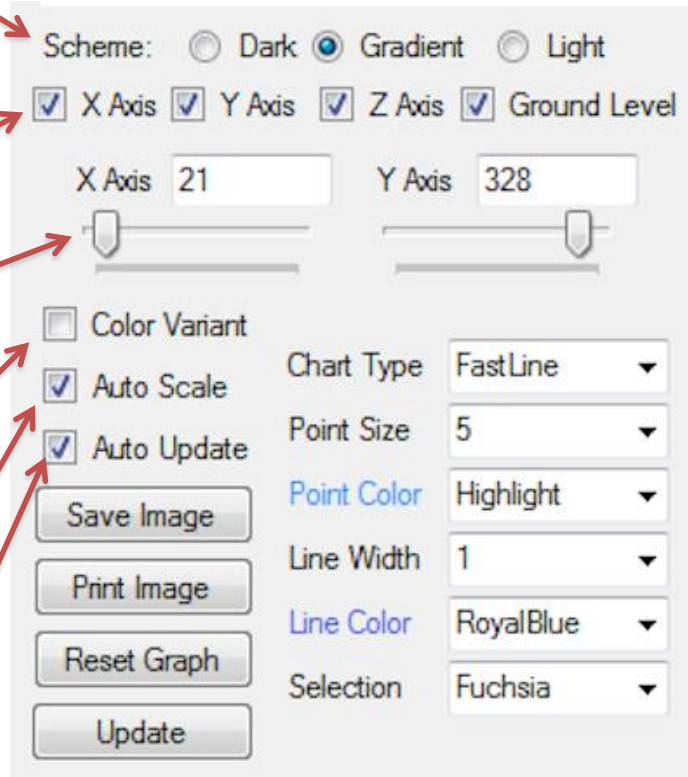 Scheme: Dark Gradient Light
X Axis Y Axis Z Axis Ground Level
X Axis 21 Y Axis 328
Color Variant
Auto Scale
Auto Update
Save Image
Print Image
Reset Graph
Update
Chart Type FastLine
Point Size 5
Point Color Highlight
Line Width 1
Line Color RoyalBlue
Selection Fuchsia